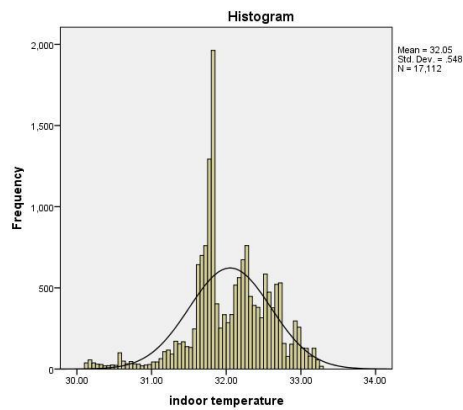 Histogram
Mean = 32.05
Std. Dev. = .548
N = 17,112
Frequency
2,000
1,500
1,000
500
0
30.00 31.00 32.00 33.00 34.00
indoor temperature